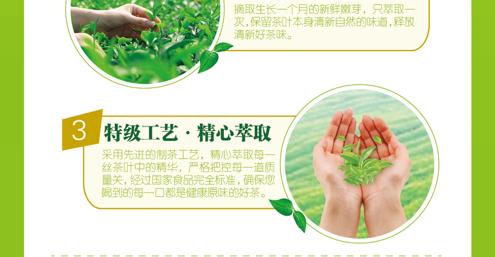 摘取生长一个月的新鲜嫩芽，只萃取一
次，保留茶叶本身清新自然的味道，释放
清新好茶味。
3
特级工艺·精心萃取
采用先进的制茶工艺，精心萃取每一
丝茶叶中的精华，严格把控每一道质
量关，经过国家食品完全标准，确保您
喝到的每一口都是健康原味的好茶。